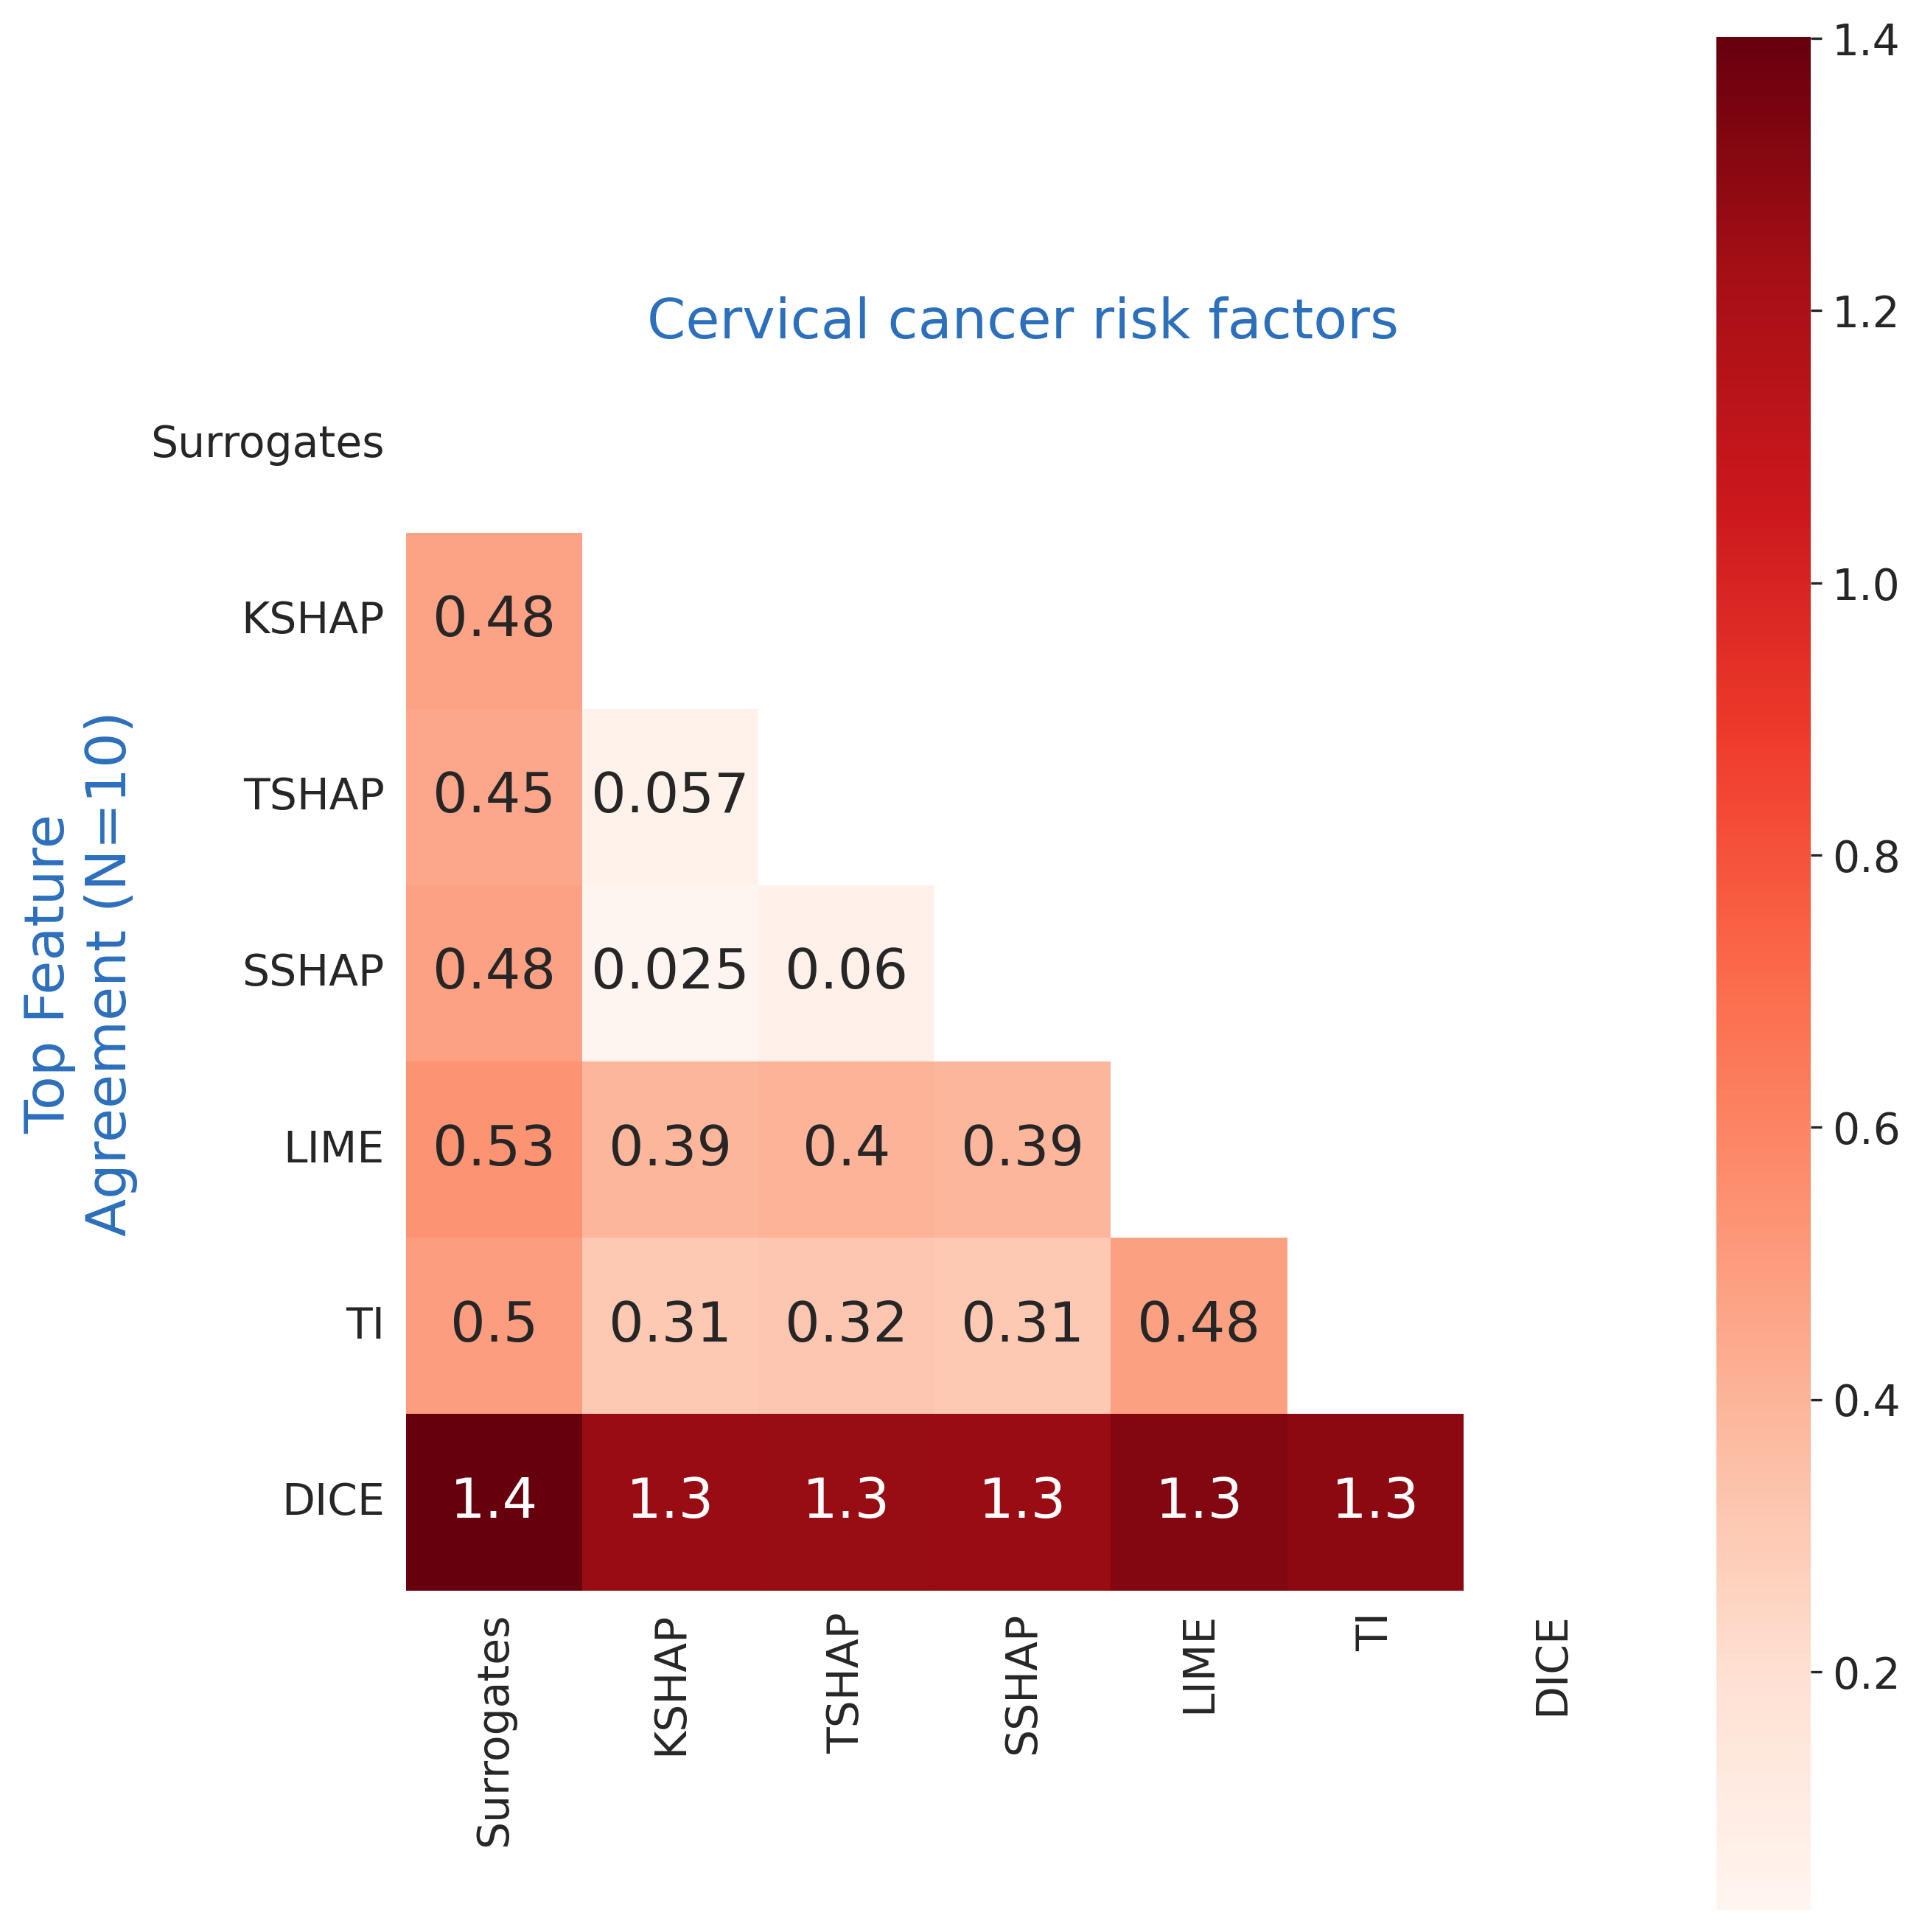 Cervical cancer risk factors
Top Feature
Agreement (N=10)
Surrogates
KSHAP 0.48
TSHAP 0.45 0.057
SSHAP 0.48 0.025 0.06
LIME 0.53 0.39 0.4 0.39
TI 0.5 0.31 0.32 0.31 0.48
DICE 1.4 1.3 1.3 1.3 1.3 1.3
Surrogates KSHAP TSHAP SSHAP LIME TI DICE
1.4
1.2
1.0
0.8
0.6
0.4
0.2